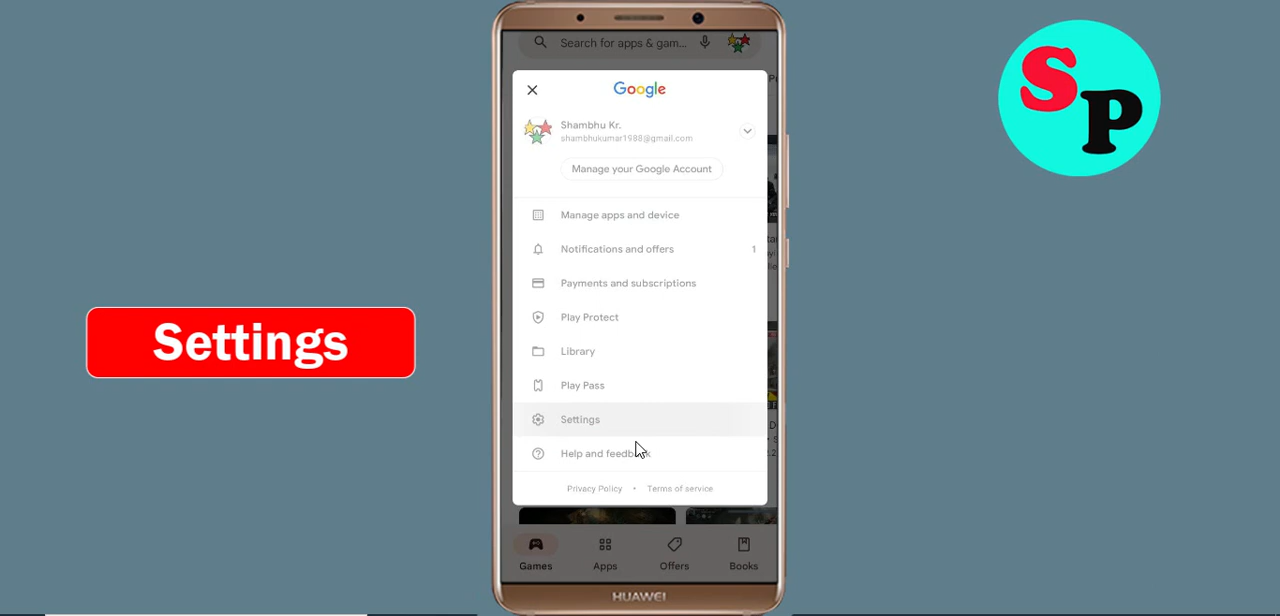 Search for apps & gam...
Google
Shambhu Kr.
shambhukumar1988@gmail.com
Manage your Google Account
Manage apps and device
Notifications and offers 1
Payments and subscriptions
Play Protect
Library
Play Pass
Settings
Help and feedback
Privacy Policy • Terms of service
Games Apps Offers Books
HUAWEI
Settings
SP